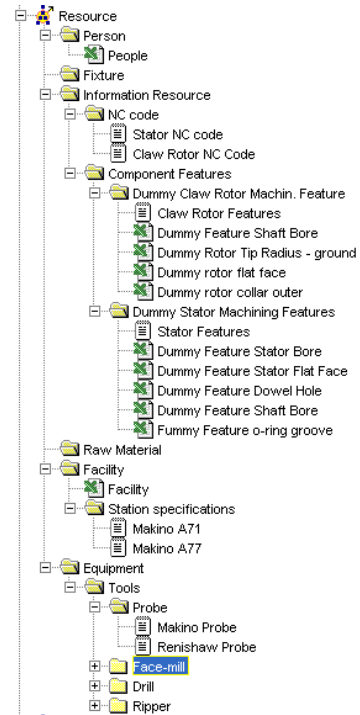 Resource
Person
People
Fixture
Information Resource
NC code
Stator NC code
Claw Rotor NC Code
Component Features
Dummy Claw Rotor Machin. Feature
Claw Rotor Features
Dummy Feature Shaft Bore
Dummy Rotor Tip Radius - ground
Dummy rotor flat face
Dummy rotor collar outer
Dummy Stator Machining Features
Stator Features
Dummy Feature Stator Bore
Dummy Feature Stator Flat Face
Dummy Feature Dowel Hole
Dummy Feature Shaft Bore
Fummy Feature o-ring groove
Raw Material
Facility
Facility
Station specifications
Makino A71
Makino A77
Equipment
Tools
Probe
Makino Probe
Renishaw Probe
Face-mill
Drill
Ripper